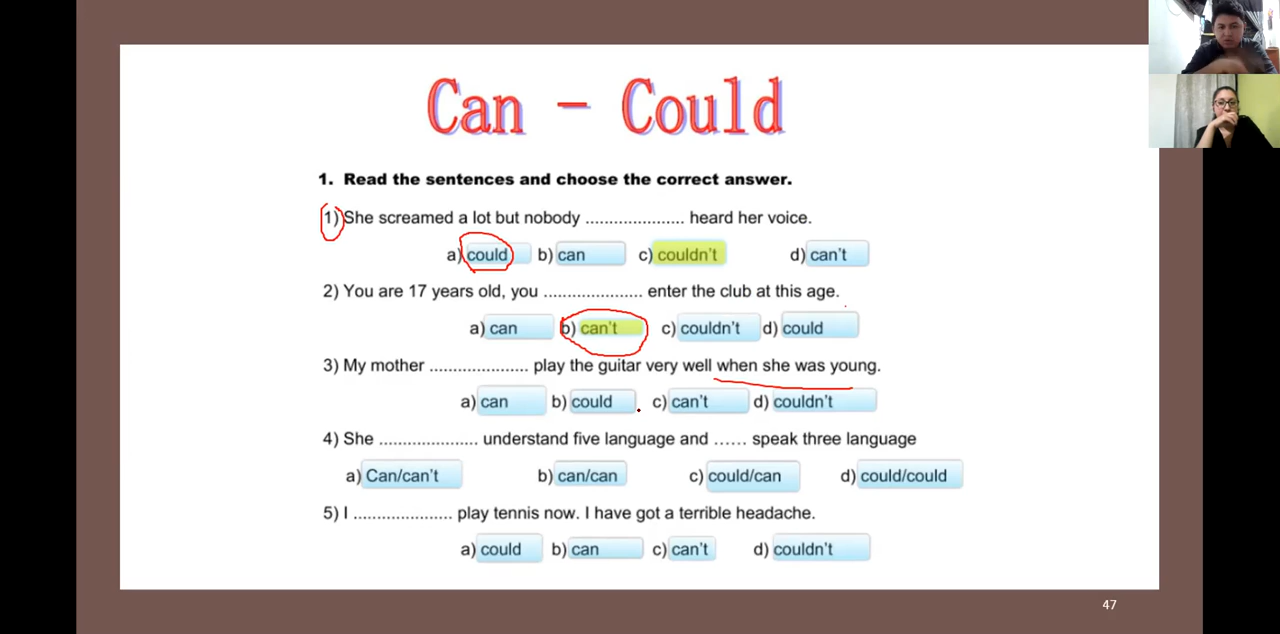 Can - Could
1. Read the sentences and choose the correct answer.
1) She screamed a lot but nobody .................... heard her voice.
a) could b) can c) couldn't d) can't
2) You are 17 years old, you .................... enter the club at this age.
a) can b) can't c) couldn't d) could
3) My mother .................... play the guitar very well when she was young.
a) can b) could c) can't d) couldn't
4) She .................... understand five language and ...... speak three language
a) Can/can't b) can/can c) could/can d) could/could
5) I .................... play tennis now. I have got a terrible headache.
a) could b) can c) can't d) couldn't
47